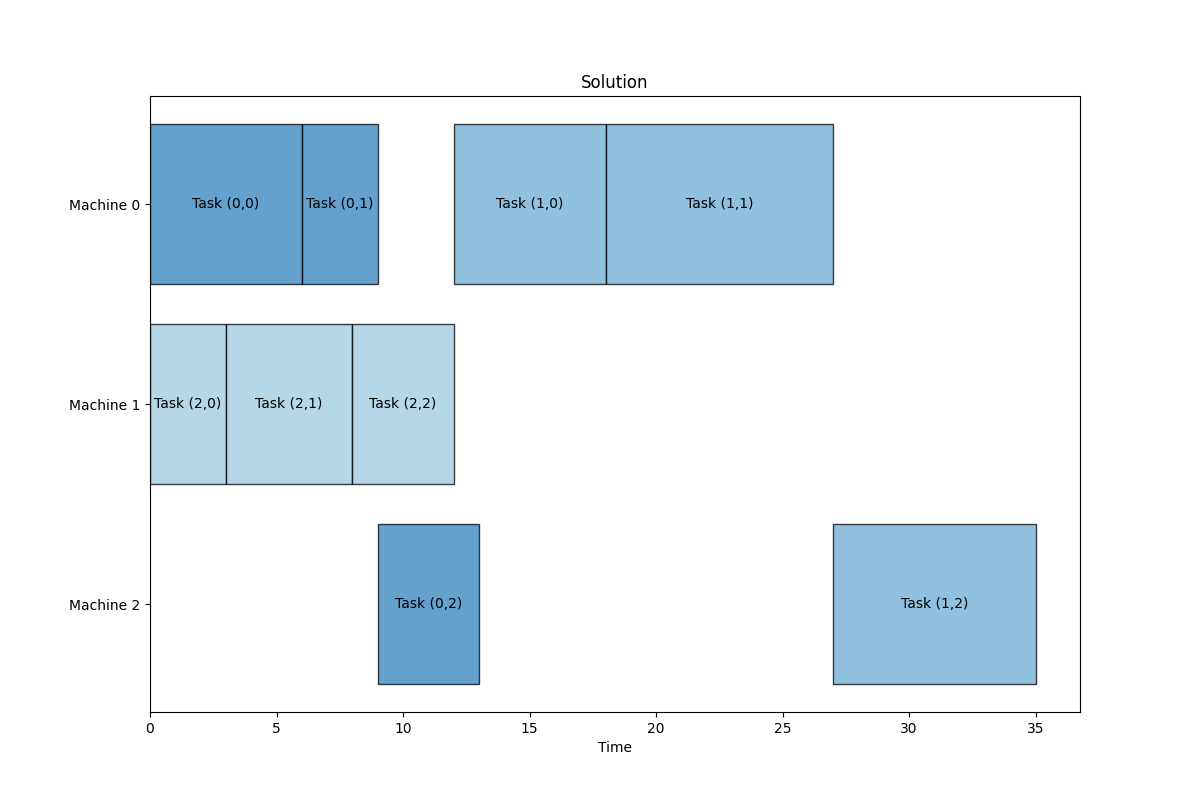 Solution
Machine 0
Task (0,0)
Task (0,1)
Task (1,0)
Task (1,1)
Machine 1
Task (2,0)
Task (2,1)
Task (2,2)
Machine 2
Task (0,2)
Task (1,2)
0 5 10 15 20 25 30 35
Time